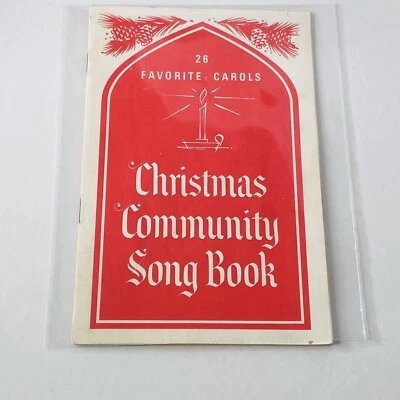 26
FAVORITE CAROLS
Christmas
Community
Song Book